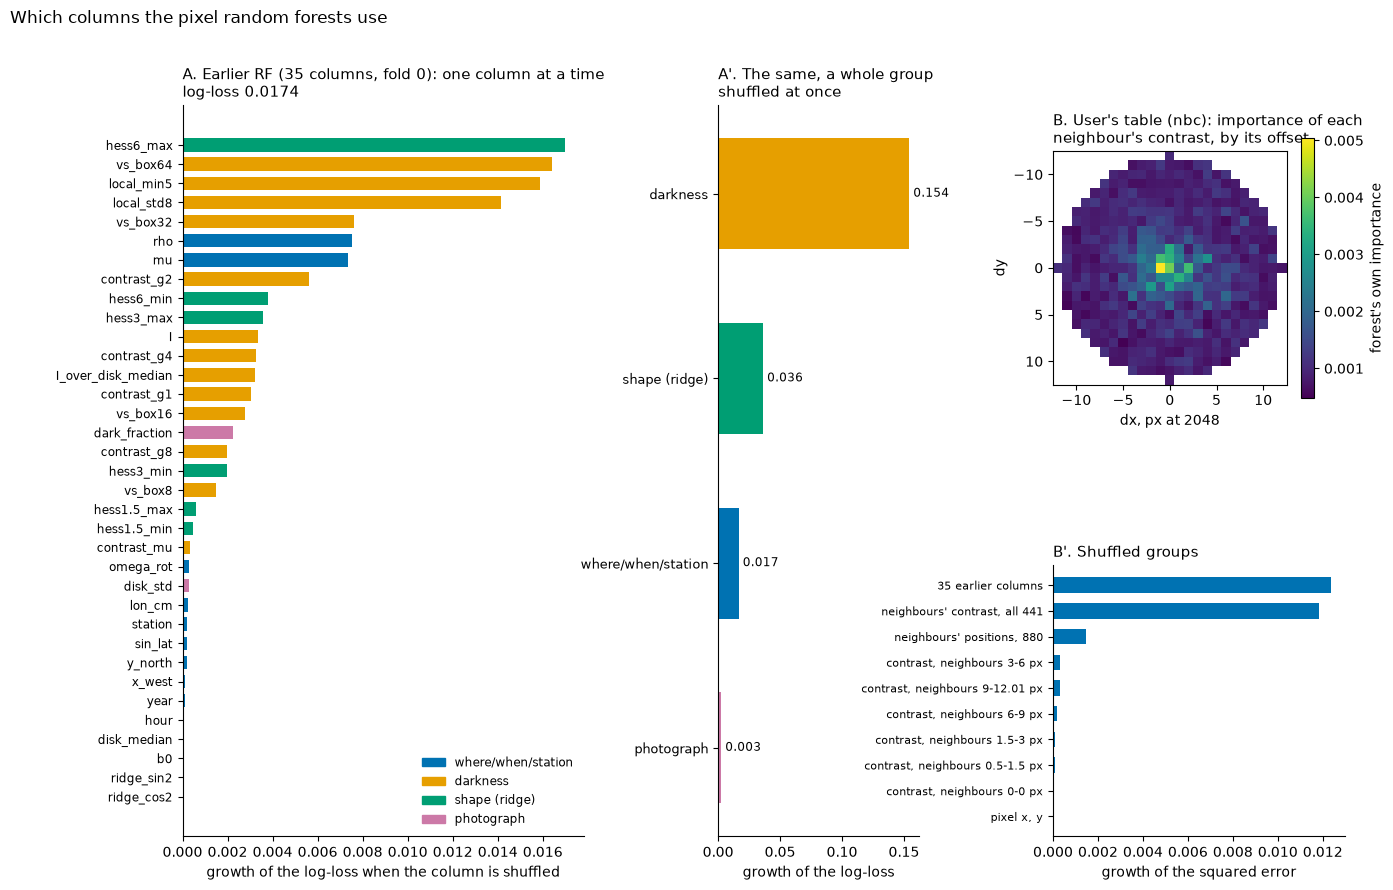 Which columns the pixel random forests use
A. Earlier RF (35 columns, fold 0): one column at a time
log-loss 0.0174
hess6_max
vs_box64
local_min5
local_std8
vs_box32
rho
mu
contrast_g2
hess6_min
hess3_max
I
contrast_g4
I_over_disk_median
contrast_g1
vs_box16
dark_fraction
contrast_g8
hess3_min
vs_box8
hess1.5_max
hess1.5_min
contrast_mu
omega_rot
disk_std
lon_cm
station
sin_lat
y_north
x_west
year
hour
disk_median
b0
ridge_sin2
ridge_cos2
where/when/station
darkness
shape (ridge)
photograph
0.000 0.002 0.004 0.006 0.008 0.010 0.012 0.014 0.016
growth of the log-loss when the column is shuffled
A'. The same, a whole group
shuffled at once
darkness
0.154
shape (ridge)
0.036
where/when/station
0.017
photograph
0.003
0.00 0.05 0.10 0.15
growth of the log-loss
B. User's table (nbc): importance of each
neighbour's contrast, by its offset
−10
−5
0
5
10
dy
−10 −5 0 5 10
dx, px at 2048
0.005
0.004
0.003
0.002
0.001
forest's own importance
B'. Shuffled groups
35 earlier columns
neighbours' contrast, all 441
neighbours' positions, 880
contrast, neighbours 3-6 px
contrast, neighbours 9-12.01 px
contrast, neighbours 6-9 px
contrast, neighbours 1.5-3 px
contrast, neighbours 0.5-1.5 px
contrast, neighbours 0-0 px
pixel x, y
0.000 0.002 0.004 0.006 0.008 0.010 0.012
growth of the squared error